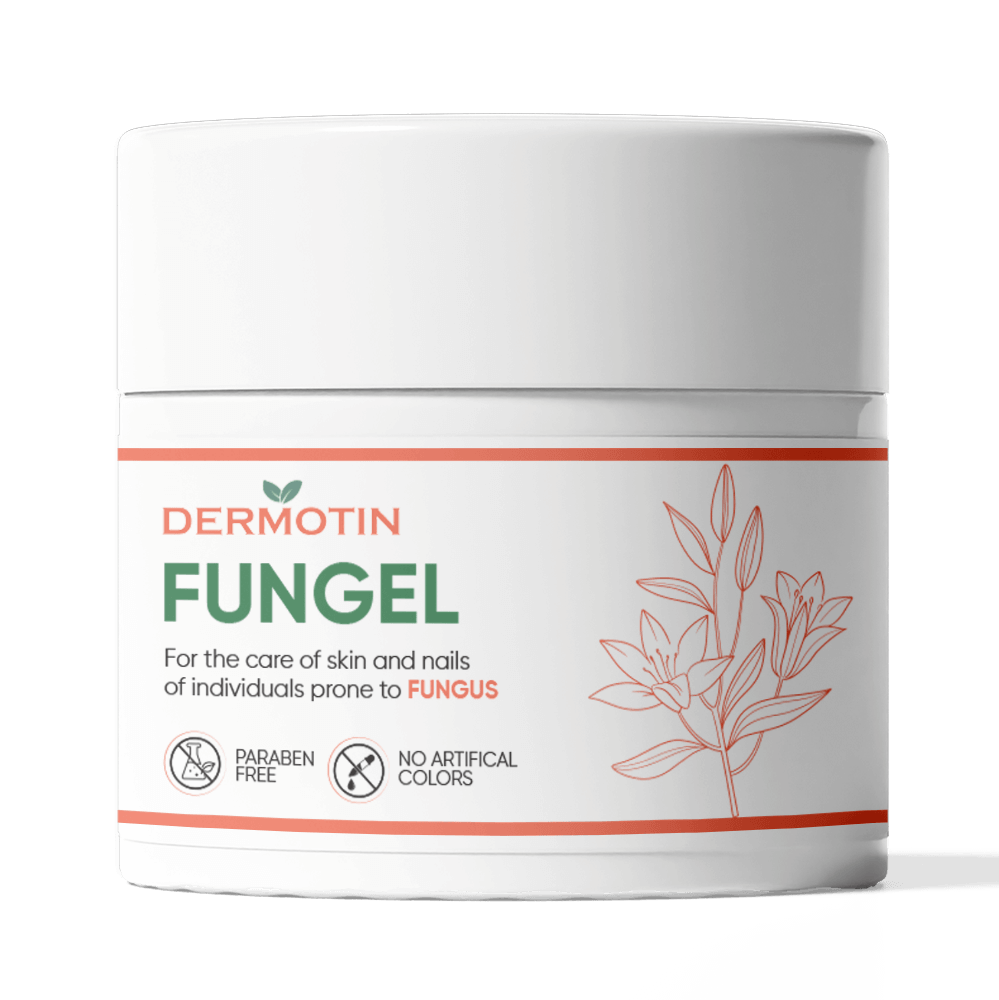 DERMOTIN
FUNGEL
For the care of skin and nails
of individuals prone to FUNGUS
PARABEN
FREE
NO ARTIFICAL
COLORS